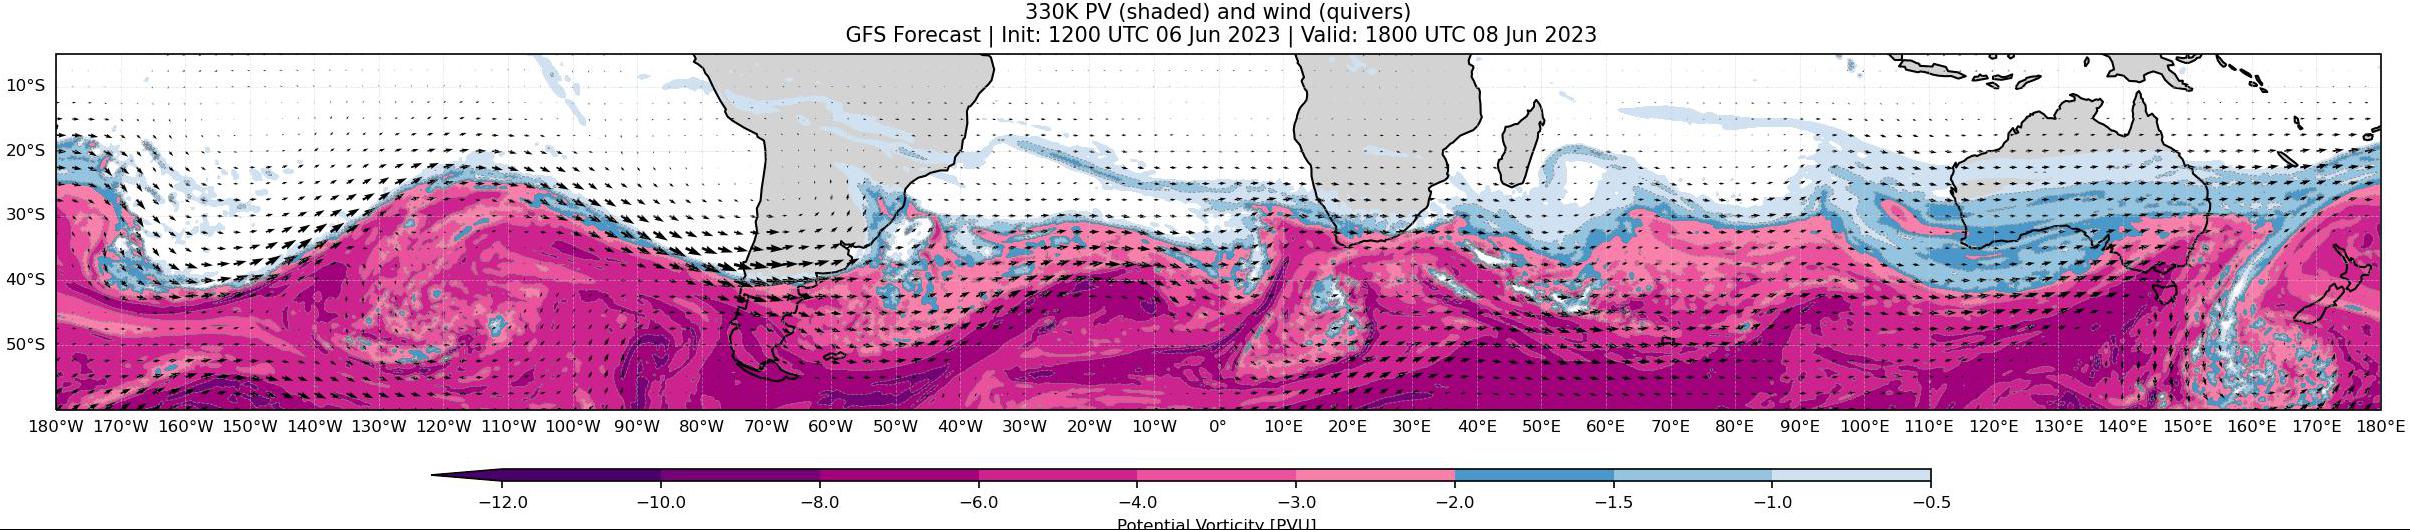 330K PV (shaded) and wind (quivers)
GFS Forecast | Init: 1200 UTC 06 Jun 2023 | Valid: 1800 UTC 08 Jun 2023
10°S
20°S
30°S
40°S
50°S
180°W 170°W 160°W 150°W 140°W 130°W 120°W 110°W 100°W 90°W 80°W 70°W 60°W 50°W 40°W 30°W 20°W 10°W 0° 10°E 20°E 30°E 40°E 50°E 60°E 70°E 80°E 90°E 100°E 110°E 120°E 130°E 140°E 150°E 160°E 170°E 180°E
−12.0 −10.0 −8.0 −6.0 −4.0 −3.0 −2.0 −1.5 −1.0 −0.5
Potential Vorticity [PVU]